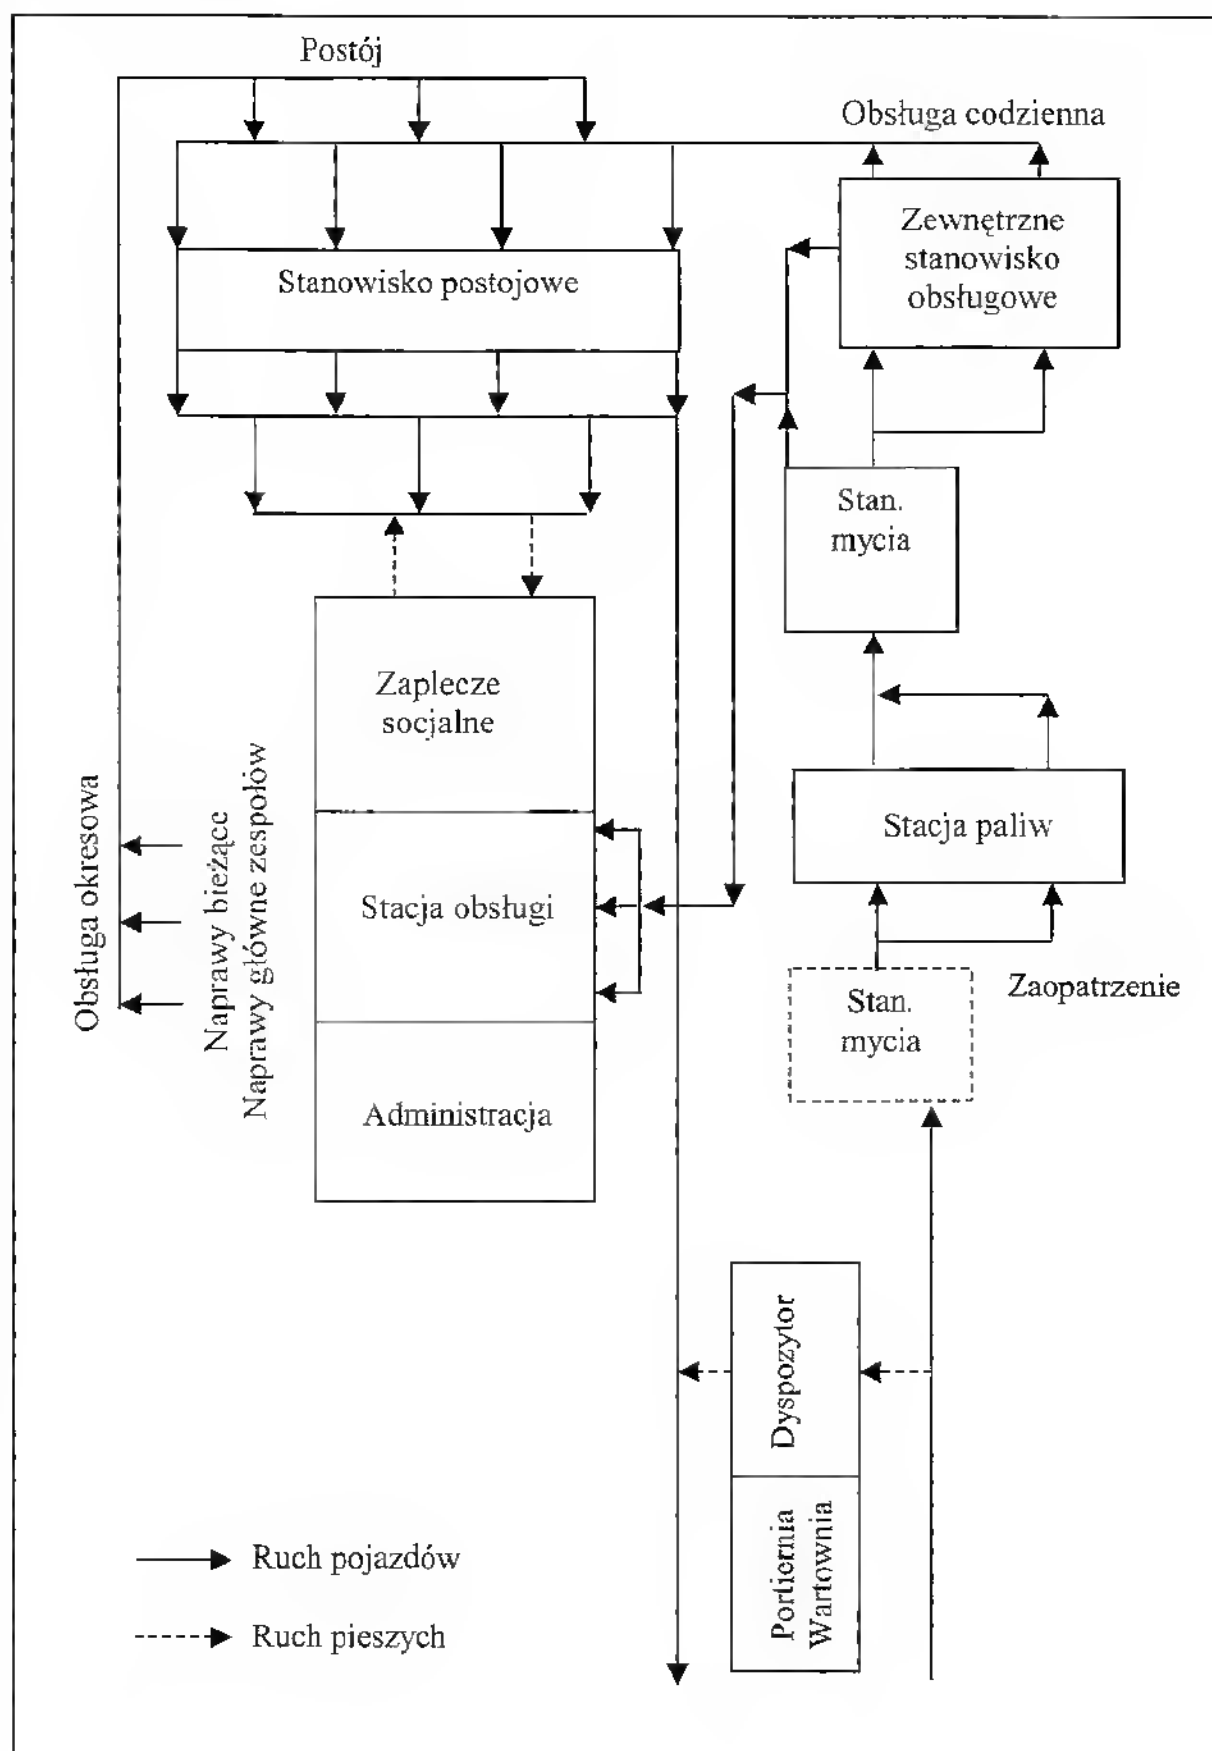 Postój
Obsługa codzienna
Zewnętrzne
stanowisko
obsługowe
Stanowisko postojowe
Stan.
mycia
Zaplecze
socjalne
Stacja paliw
Obsługa okresowa
Naprawy bieżące
Naprawy główne zespołów
Stacja obsługi
Zaopatrzenie
Stan.
mycia
Administracja
Dyspozytor
Portiernia
Wartownia
Ruch pojazdów
Ruch pieszych